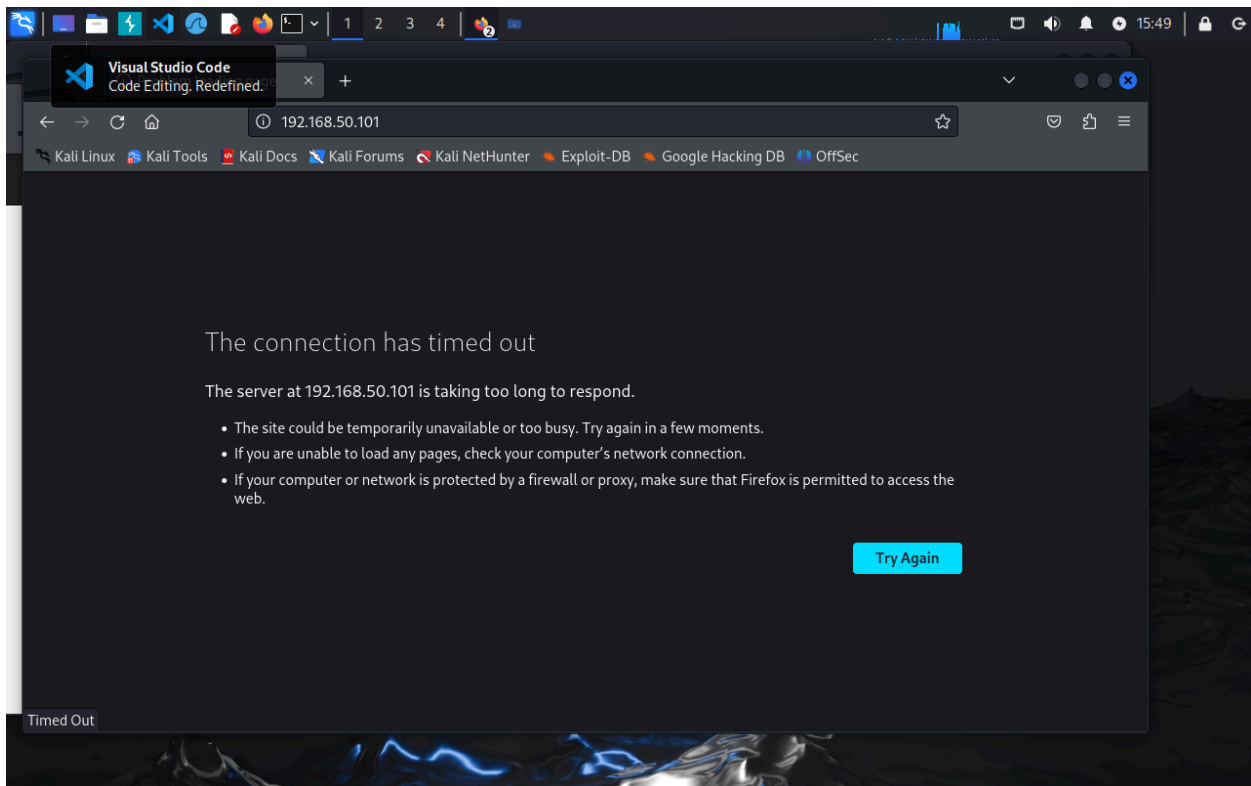 1 2 3 4 2 15:49
Visual Studio Code
Code Editing. Redefined.
192.168.50.101
Kali Linux Kali Tools Kali Docs Kali Forums Kali NetHunter Exploit-DB Google Hacking DB OffSec
The connection has timed out
The server at 192.168.50.101 is taking too long to respond.
• The site could be temporarily unavailable or too busy. Try again in a few moments.
• If you are unable to load any pages, check your computer’s network connection.
• If your computer or network is protected by a firewall or proxy, make sure that Firefox is permitted to access the
web.
Try Again
Timed Out